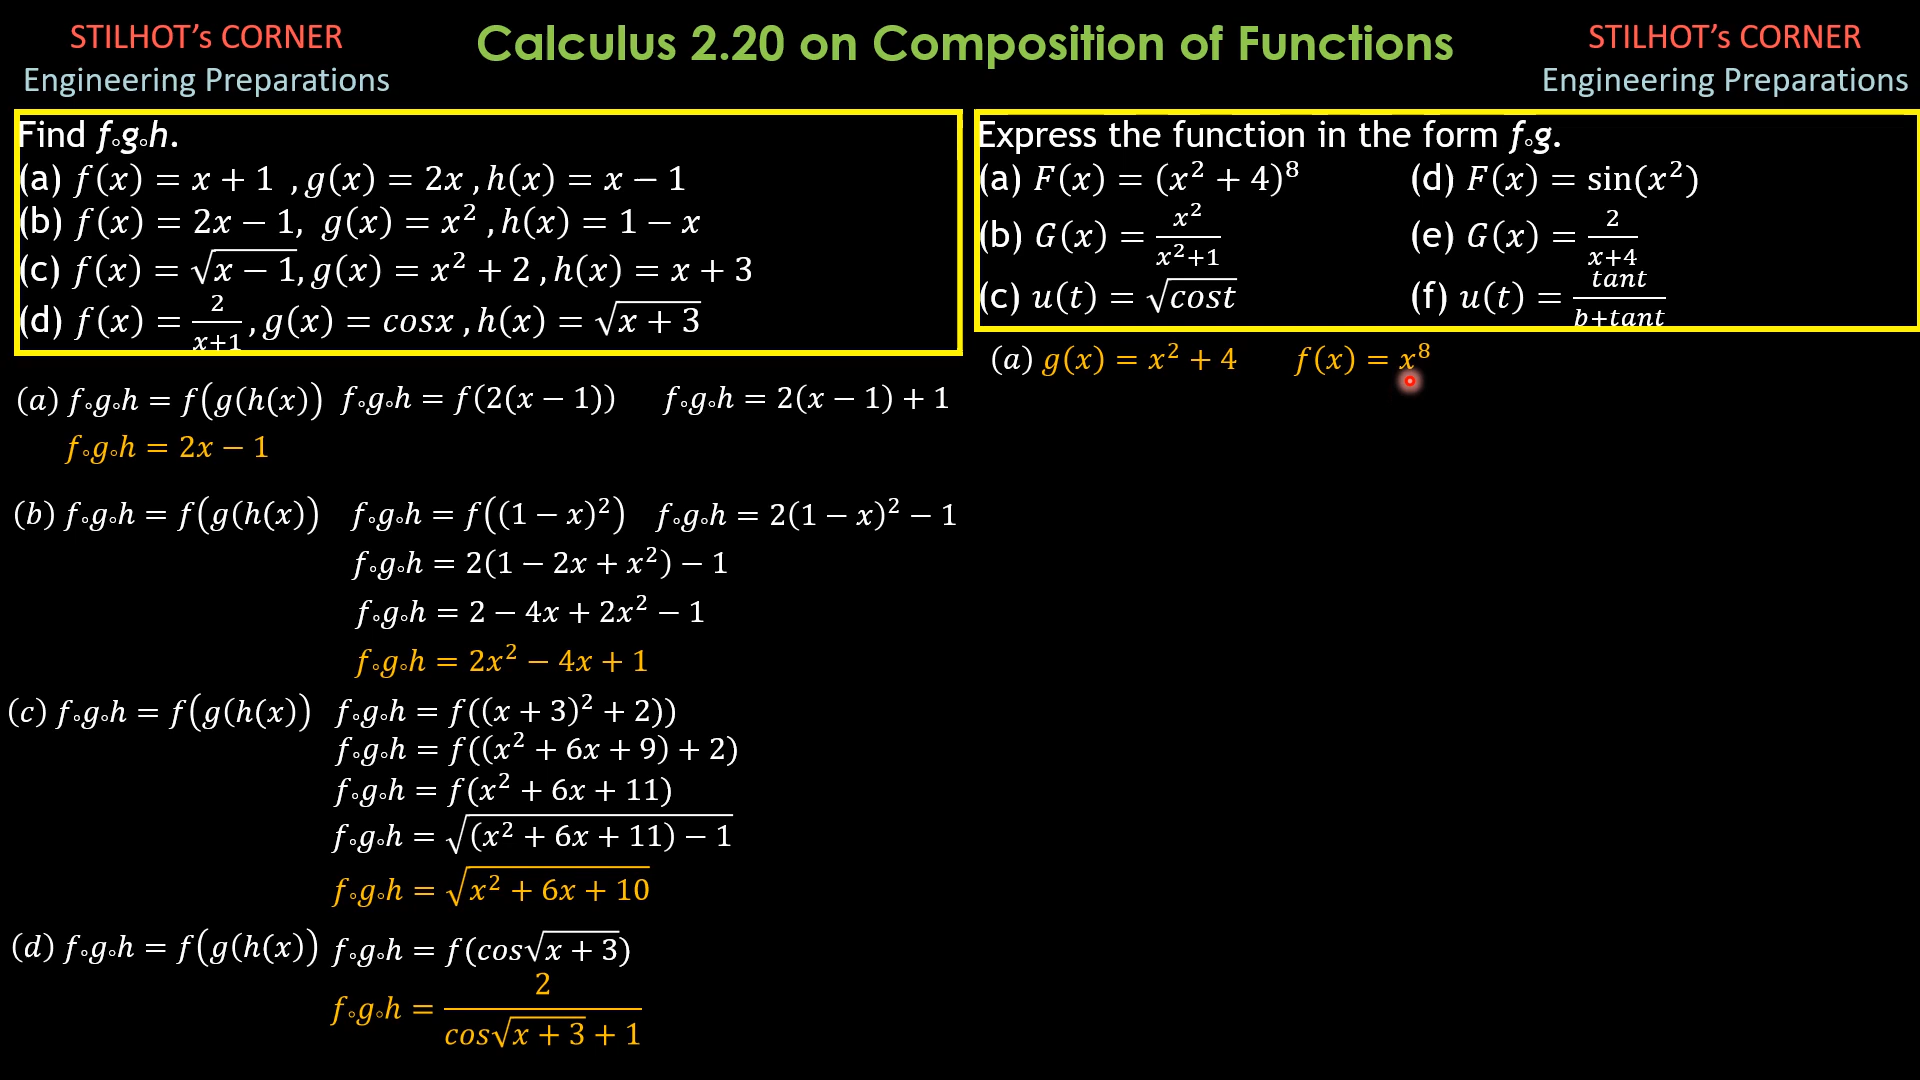 STILHOT’s CORNER
Engineering Preparations
Calculus 2.20 on Composition of Functions
STILHOT’s CORNER
Engineering Preparations
Find f∘g∘h.
(a) f(x) = x + 1 , g(x) = 2x , h(x) = x − 1
(b) f(x) = 2x − 1, g(x) = x² , h(x) = 1 − x
(c) f(x) = √(x − 1), g(x) = x² + 2 , h(x) = x + 3
(d) f(x) = 2/(x+1), g(x) = cosx , h(x) = √(x + 3)
Express the function in the form f∘g.
(a) F(x) = (x² + 4)⁸ (d) F(x) = sin(x²)
(b) G(x) = x²/(x²+1) (e) G(x) = 2/(x+4)
(c) u(t) = √(cost) (f) u(t) = tant/(b+tant)
(a) f∘g∘h = f(g(h(x)) f∘g∘h = f(2(x − 1)) f∘g∘h = 2(x − 1) + 1
f∘g∘h = 2x − 1
(b) f∘g∘h = f(g(h(x)) f∘g∘h = f((1 − x)²) f∘g∘h = 2(1 − x)² − 1
f∘g∘h = 2(1 − 2x + x²) − 1
f∘g∘h = 2 − 4x + 2x² − 1
f∘g∘h = 2x² − 4x + 1
(c) f∘g∘h = f(g(h(x)) f∘g∘h = f((x + 3)² + 2))
f∘g∘h = f((x² + 6x + 9) + 2)
f∘g∘h = f(x² + 6x + 11)
f∘g∘h = √((x² + 6x + 11) − 1)
f∘g∘h = √(x² + 6x + 10)
(d) f∘g∘h = f(g(h(x)) f∘g∘h = f(cos√(x + 3))
f∘g∘h = 2/(cos√(x + 3) + 1)
(a) g(x) = x² + 4 f(x) = x⁸